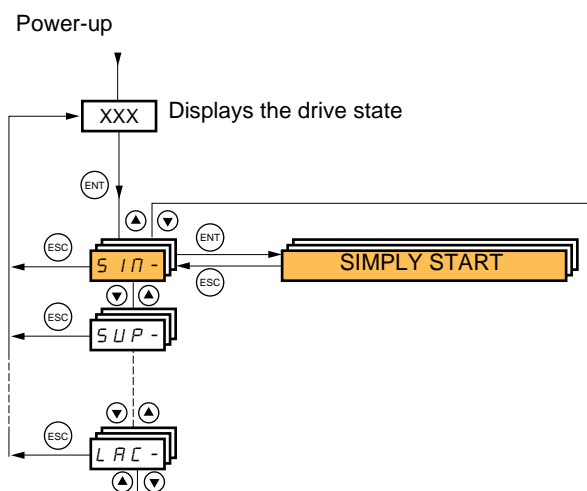 Power-up
XXX
Displays the drive state
ENT
ESC
SIM-
ENT
SIMPLY START
ESC
ESC
SUP-
ESC
LAC-